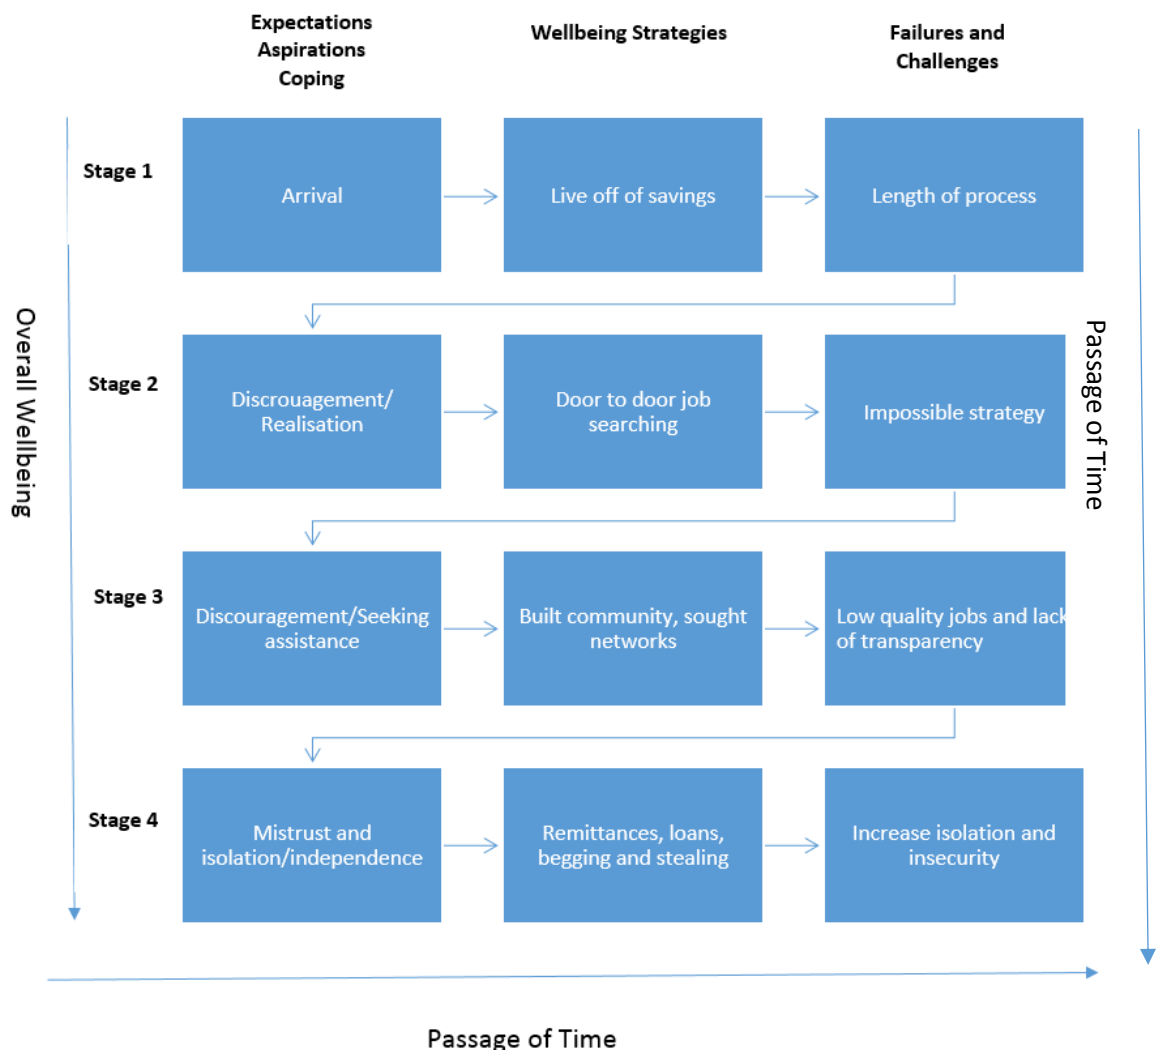 Expectations
Aspirations
Coping
Wellbeing Strategies
Failures and
Challenges
Stage 1
Arrival
Live off of savings
Length of process
Overall Wellbeing
Passage of Time
Stage 2
Discrouagement/
Realisation
Door to door job
searching
Impossible strategy
Stage 3
Discouragement/Seeking
assistance
Built community, sought
networks
Low quality jobs and lack
of transparency
Stage 4
Mistrust and
isolation/independence
Remittances, loans,
begging and stealing
Increase isolation and
insecurity
Passage of Time